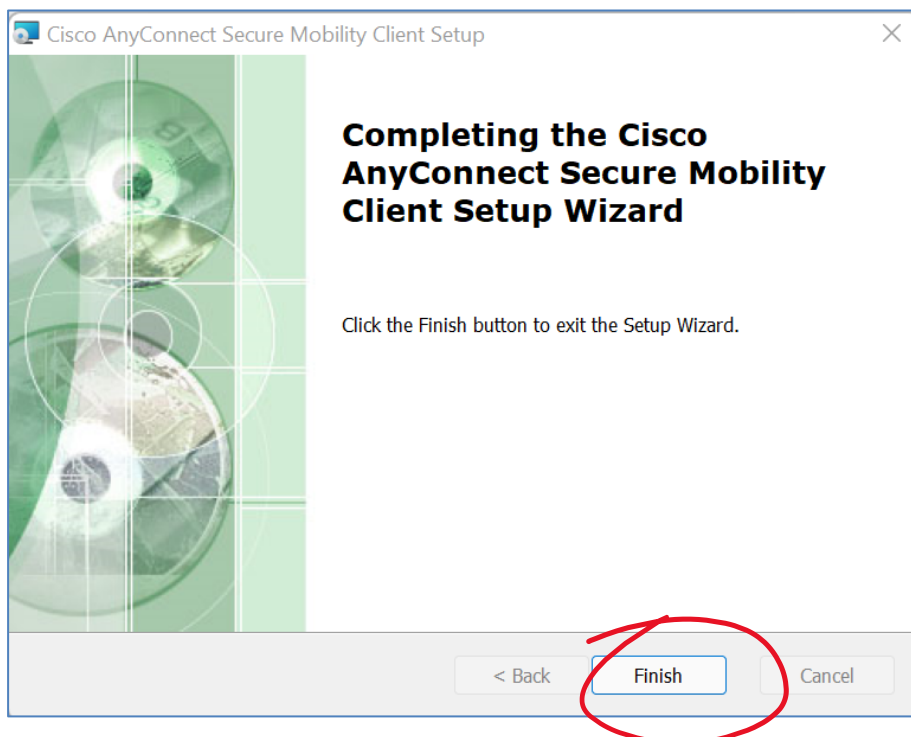 Cisco AnyConnect Secure Mobility Client Setup
Completing the Cisco
AnyConnect Secure Mobility
Client Setup Wizard
Click the Finish button to exit the Setup Wizard.
< Back Finish Cancel